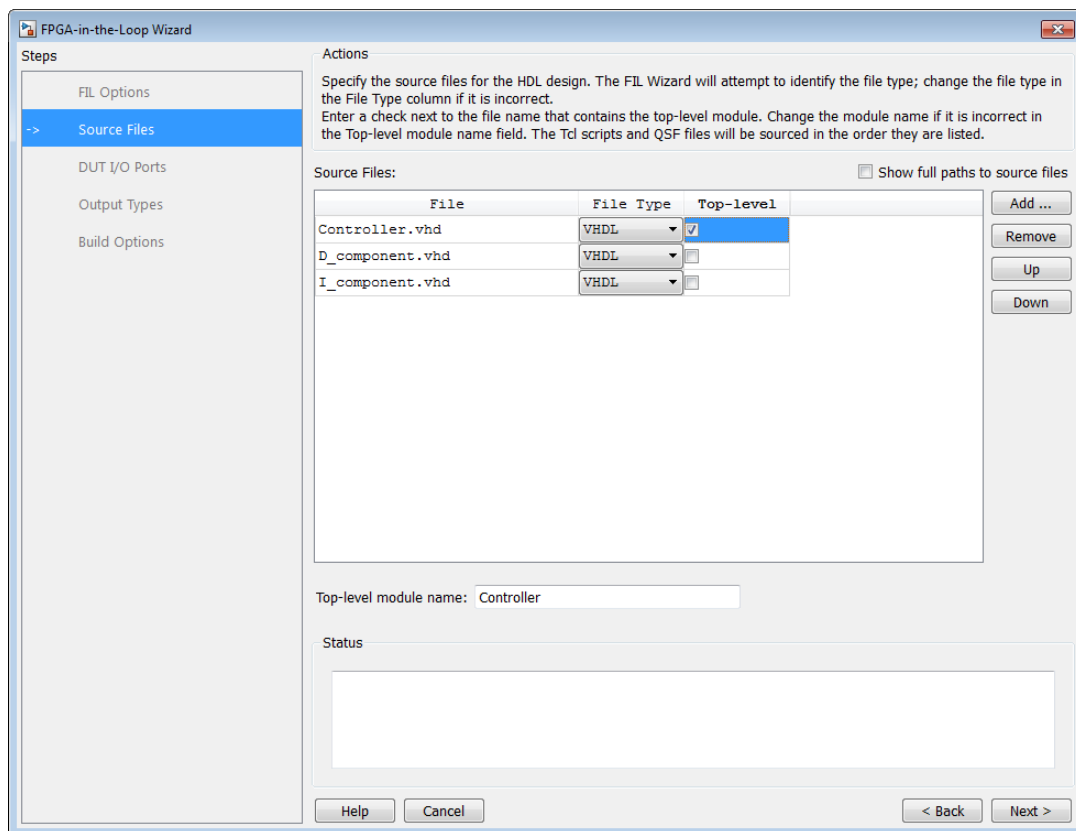 FPGA-in-the-Loop Wizard
Steps
FIL Options
-> Source Files
DUT I/O Ports
Output Types
Build Options
Actions
Specify the source files for the HDL design. The FIL Wizard will attempt to identify the file type; change the file type in
the File Type column if it is incorrect.
Enter a check next to the file name that contains the top-level module. Change the module name if it is incorrect in
the Top-level module name field. The Tcl scripts and QSF files will be sourced in the order they are listed.
Source Files: Show full paths to source files
File File Type Top-level
Controller.vhd VHDL
D_component.vhd VHDL
I_component.vhd VHDL
Add ...
Remove
Up
Down
Top-level module name: Controller
Status
Help Cancel < Back Next >